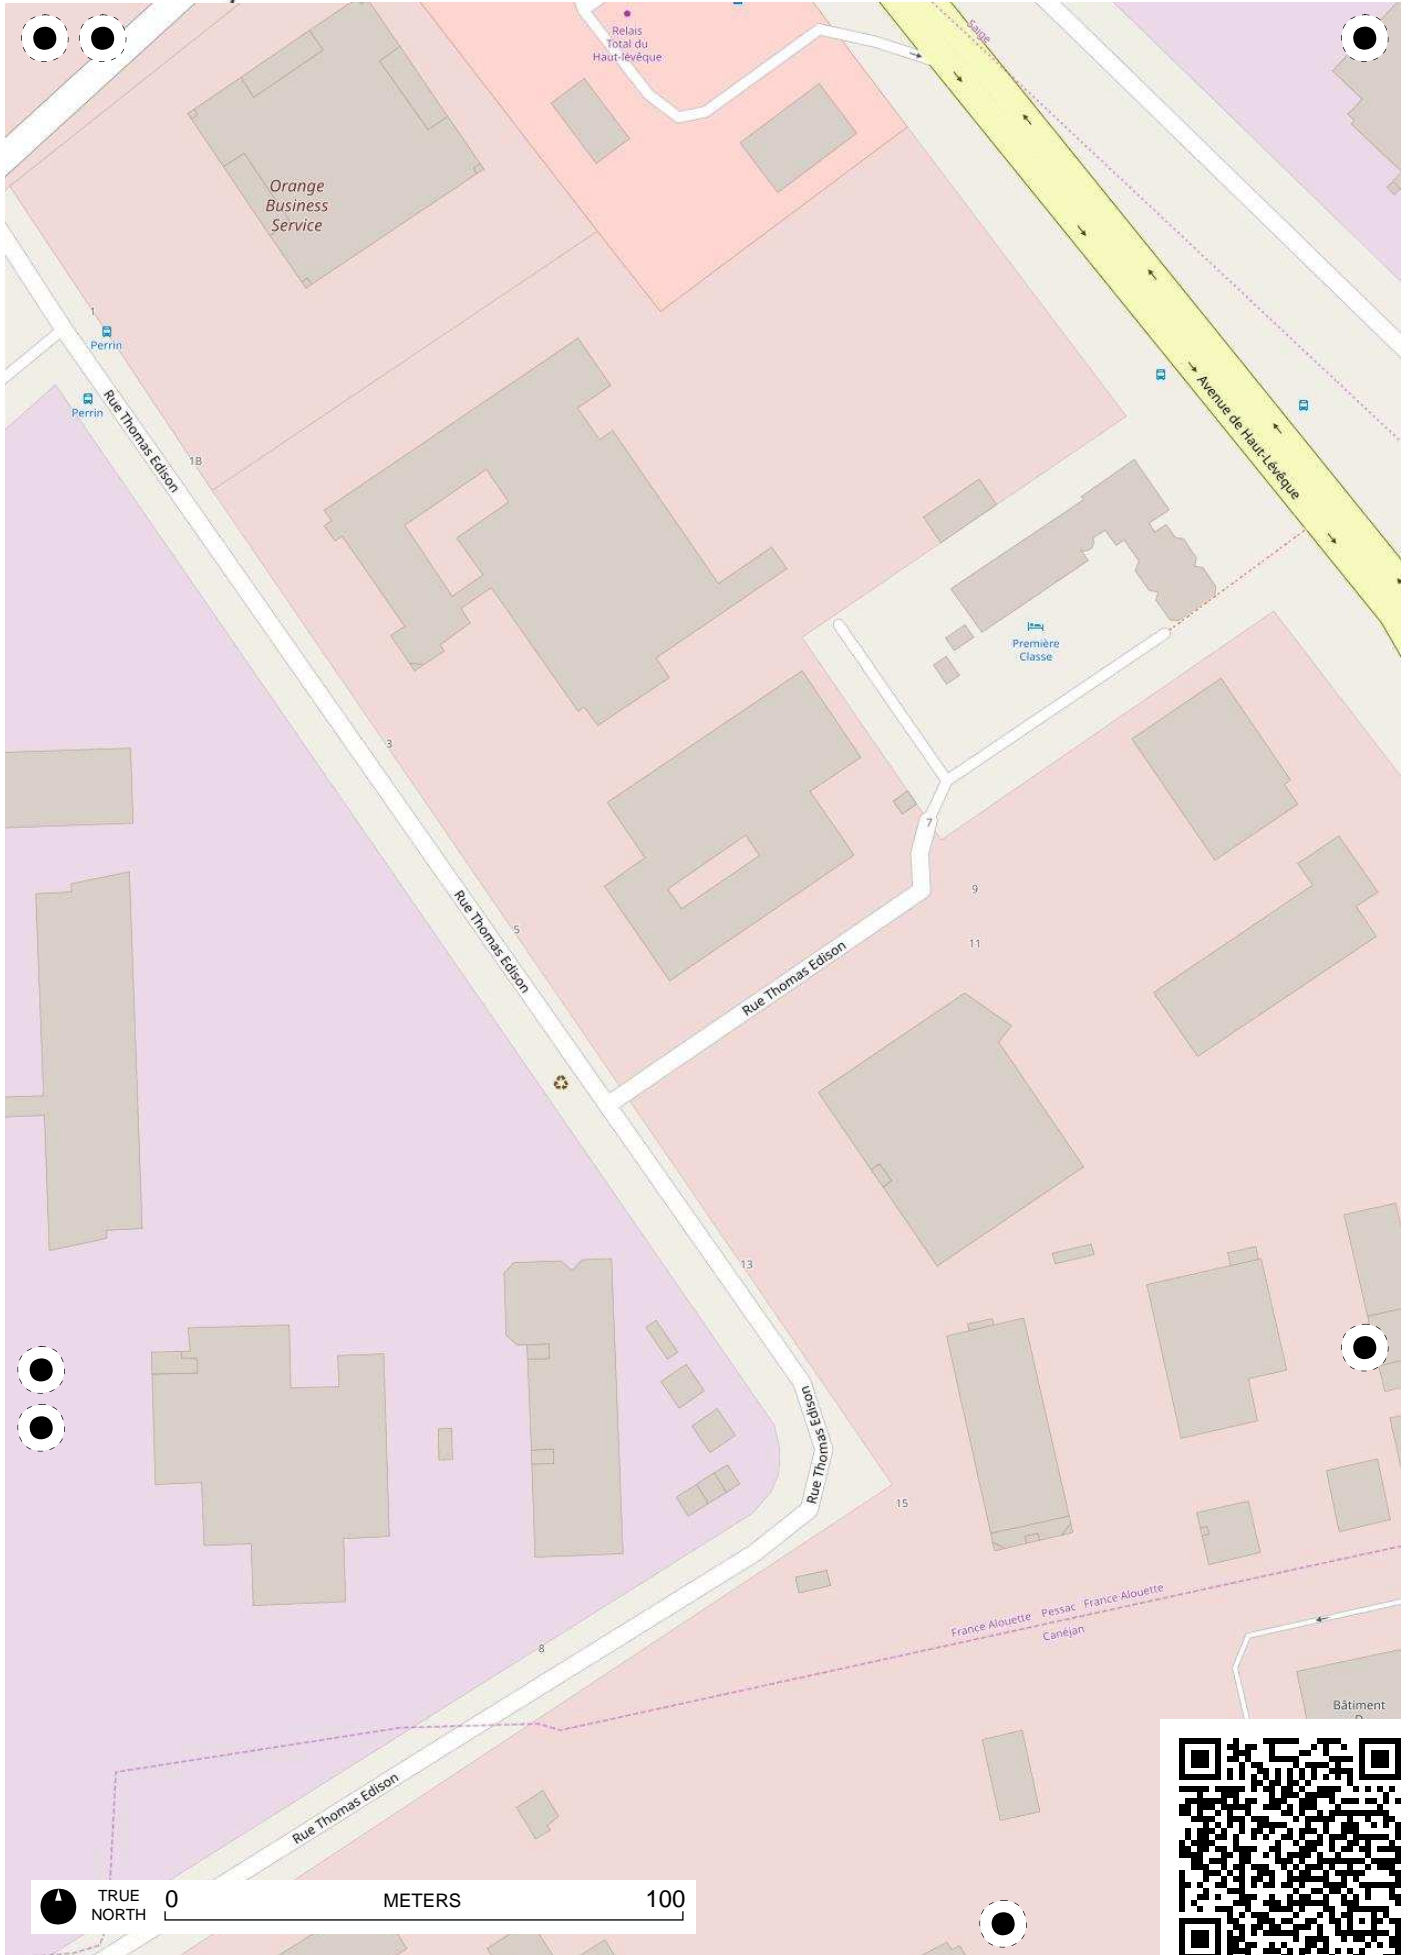 Saige
Relais
Total du
Haut-lévêque
Orange
Business
Service
1
Perrin
Perrin
Rue Thomas Edison
Avenue de Haut-Lévêque
1B
Première
Classe
3
7
9
5
Rue Thomas Edison
11
Rue Thomas Edison
13
Rue Thomas Edison
15
France Alouette Pessac France Alouette
Canéjan
8
Bâtiment
Rue Thomas Edison
TRUE
NORTH
0 METERS 100